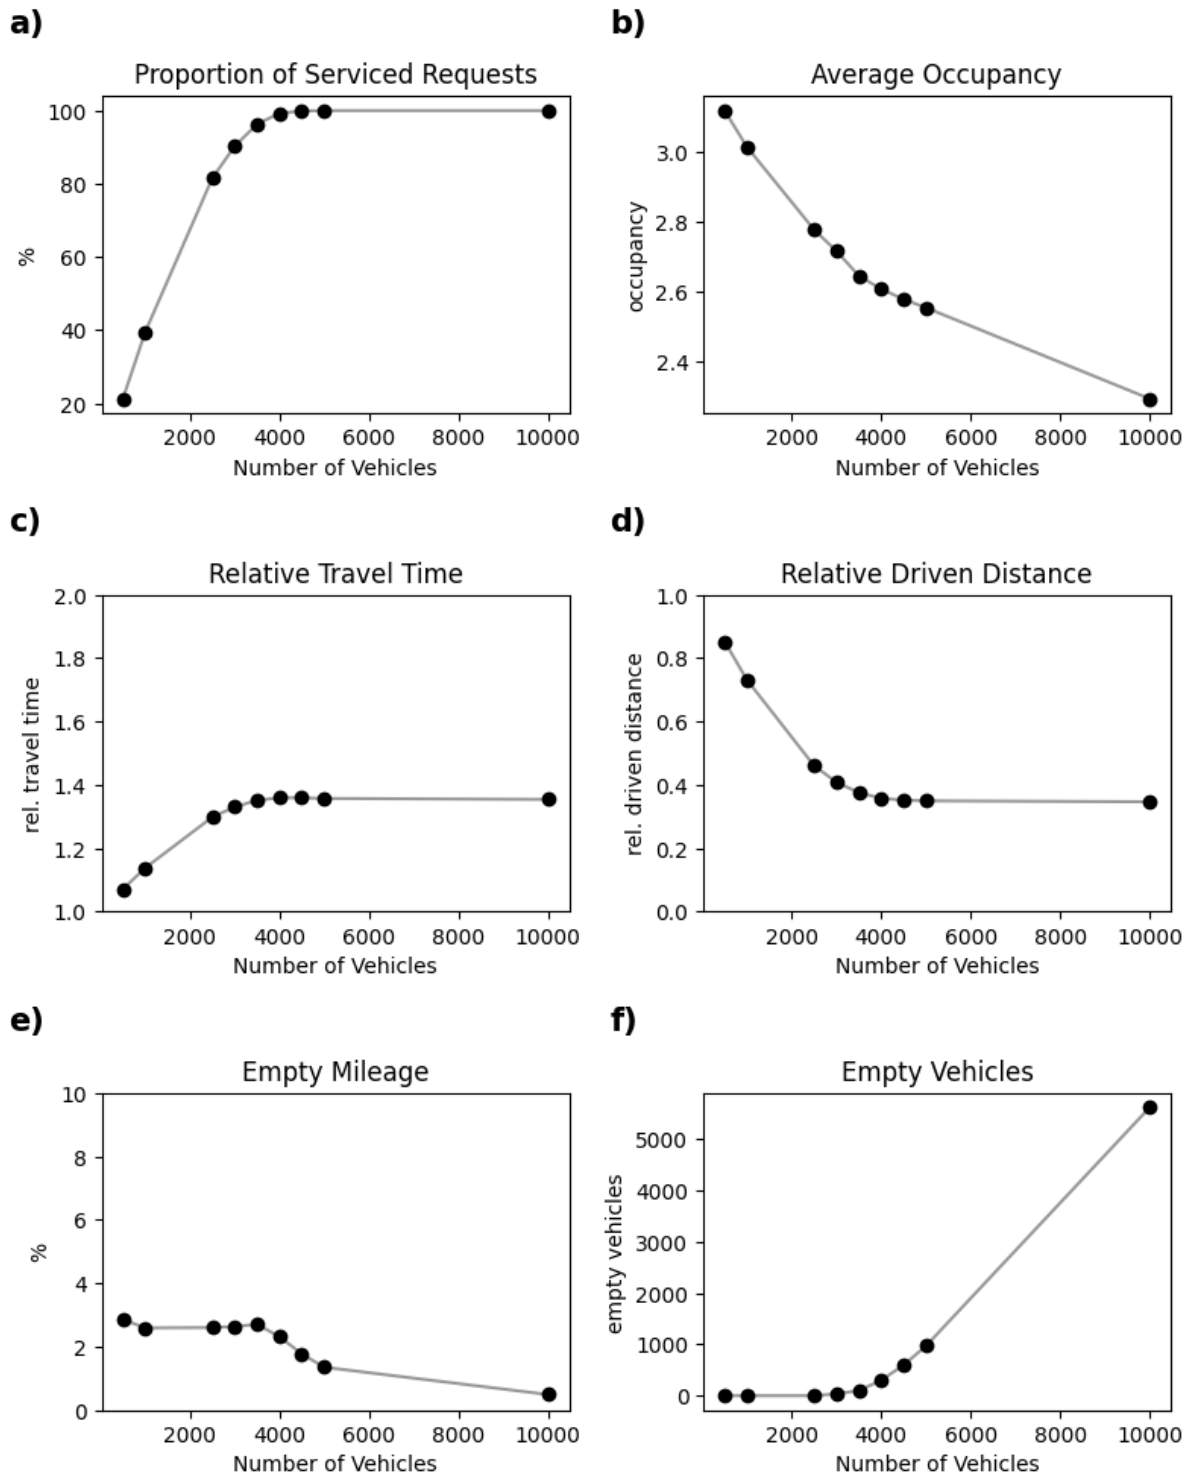 a)
Proportion of Serviced Requests
100
80
60
40
20
%
2000 4000 6000 8000 10000
Number of Vehicles
b)
Average Occupancy
3.0
2.8
2.6
2.4
occupancy
2000 4000 6000 8000 10000
Number of Vehicles
c)
Relative Travel Time
2.0
1.8
1.6
1.4
1.2
1.0
rel. travel time
2000 4000 6000 8000 10000
Number of Vehicles
d)
Relative Driven Distance
1.0
0.8
0.6
0.4
0.2
0.0
rel. driven distance
2000 4000 6000 8000 10000
Number of Vehicles
e)
Empty Mileage
10
8
6
4
2
0
%
2000 4000 6000 8000 10000
Number of Vehicles
f)
Empty Vehicles
5000
4000
3000
2000
1000
0
empty vehicles
2000 4000 6000 8000 10000
Number of Vehicles